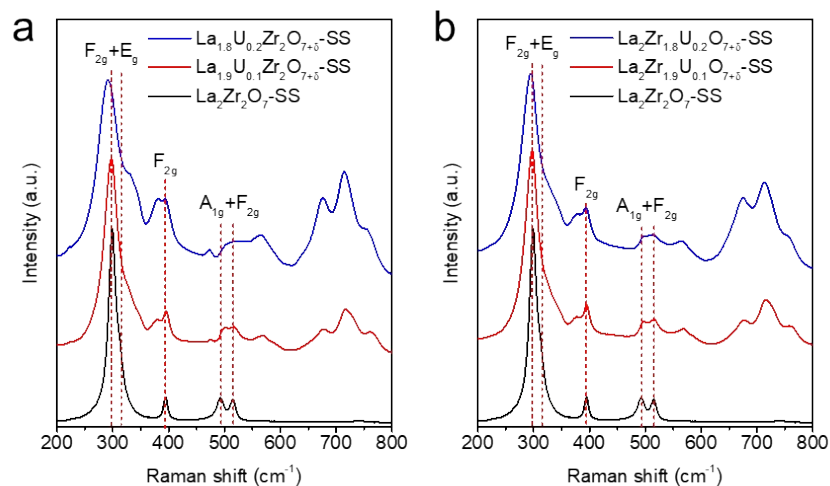 a
F₂g+Eg
La₁.₈U₀.₂Zr₂O₇₊δ-SS
La₁.₉U₀.₁Zr₂O₇₊δ-SS
La₂Zr₂O₇-SS
F₂g
A₁g+F₂g
Intensity (a.u.)
200 300 400 500 600 700 800
Raman shift (cm⁻¹)
b
F₂g+Eg
La₂Zr₁.₈U₀.₂O₇₊δ-SS
La₂Zr₁.₉U₀.₁O₇₊δ-SS
La₂Zr₂O₇-SS
F₂g
A₁g+F₂g
Intensity (a.u.)
200 300 400 500 600 700 800
Raman shift (cm⁻¹)